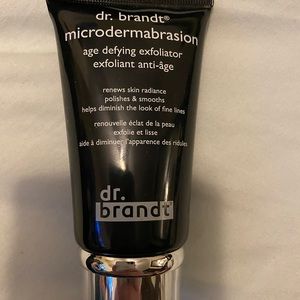 dr. brandt®
microdermabrasion
age defying exfoliator
exfoliant anti-âge
renews skin radiance
polishes & smooths
helps diminish the look of fine lines
renouvelle éclat de la peau
exfolie et lisse
aide à diminuer l'apparence des ridules
dr.
brandt